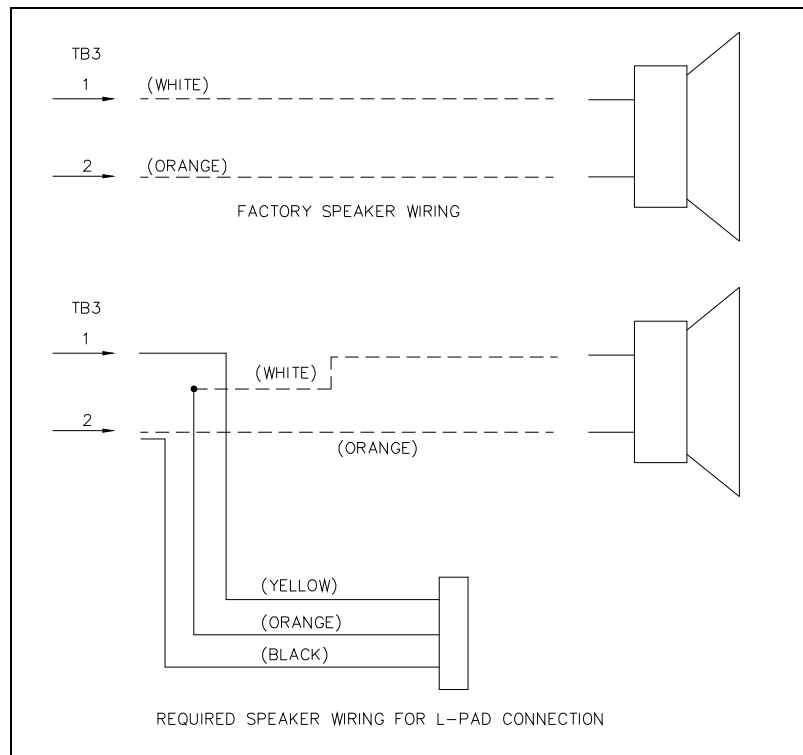 TB3
1
(WHITE)
2
(ORANGE)
FACTORY SPEAKER WIRING
TB3
1
(WHITE)
2
(ORANGE)
(YELLOW)
(ORANGE)
(BLACK)
REQUIRED SPEAKER WIRING FOR L-PAD CONNECTION